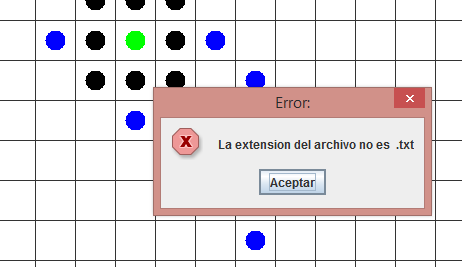 Error:
La extension del archivo no es .txt
Aceptar